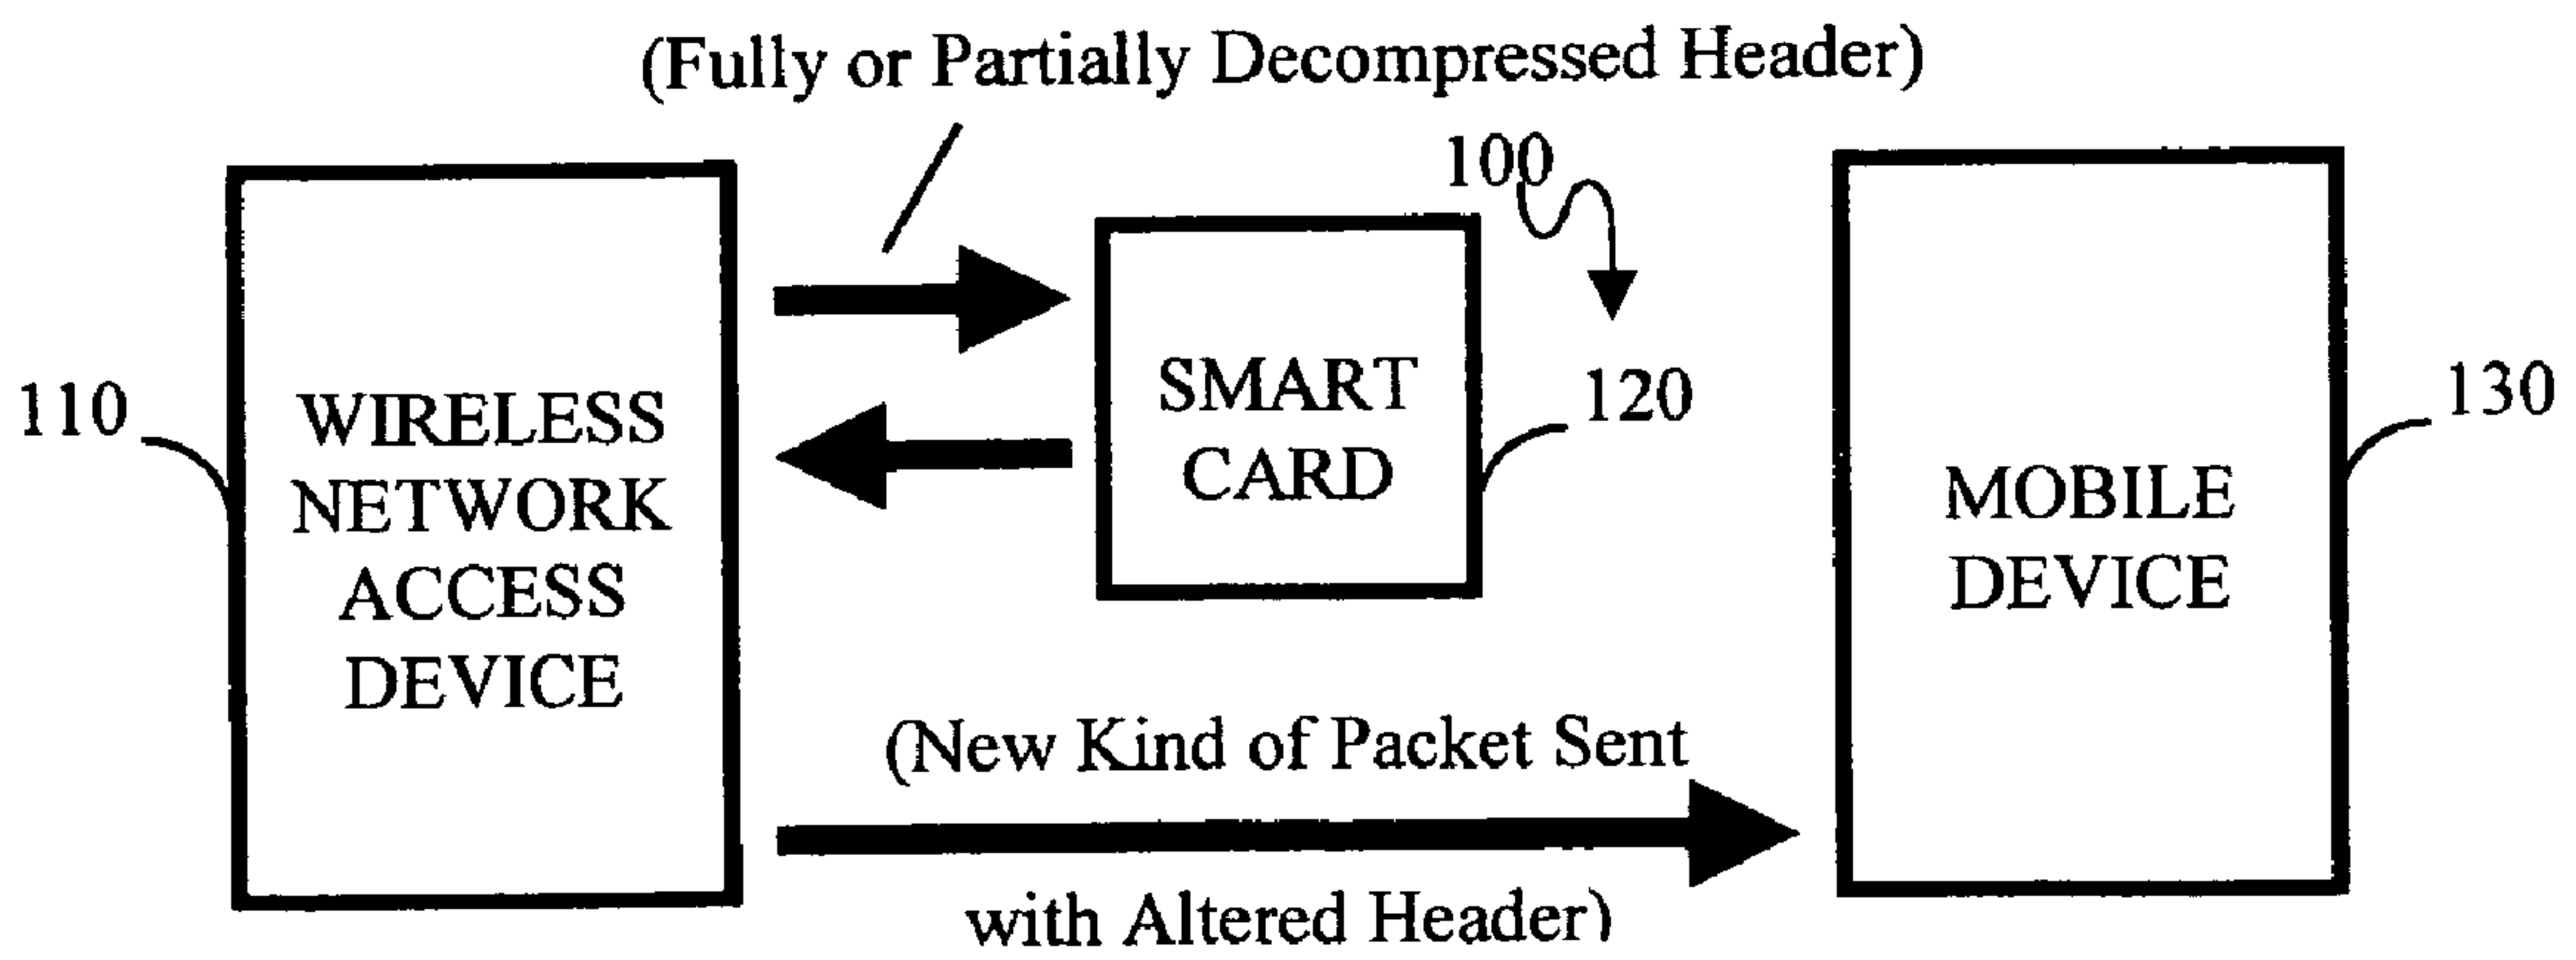 (Fully or Partially Decompressed Header)
100
110
WIRELESS
NETWORK
ACCESS
DEVICE
SMART
CARD
120
MOBILE
DEVICE
130
(New Kind of Packet Sent
with Altered Header)